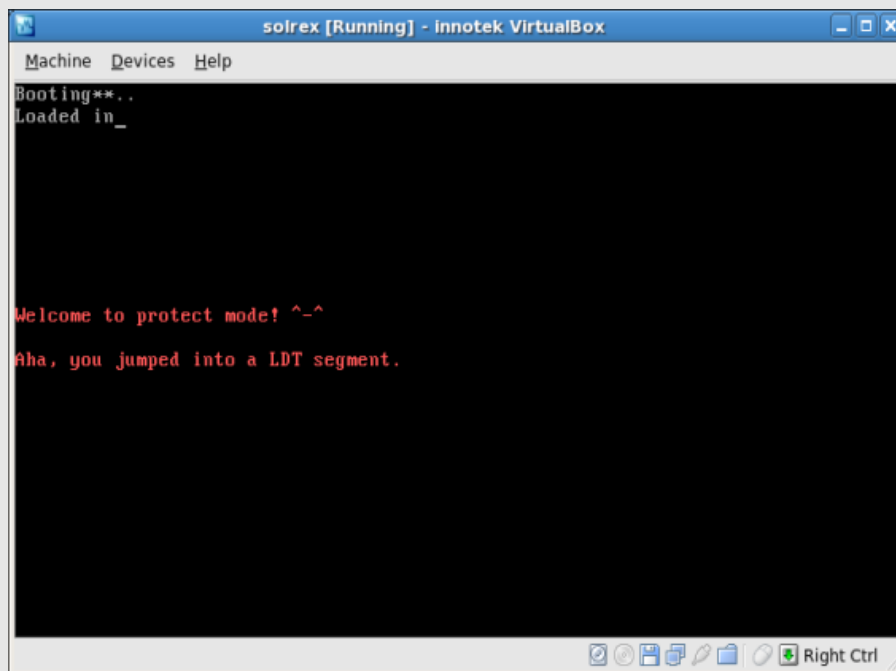 solrex [Running] - innotek VirtualBox
Machine Devices Help
Booting**..
Loaded in_
Welcome to protect mode! ^-^
Aha, you jumped into a LDT segment.
Right Ctrl